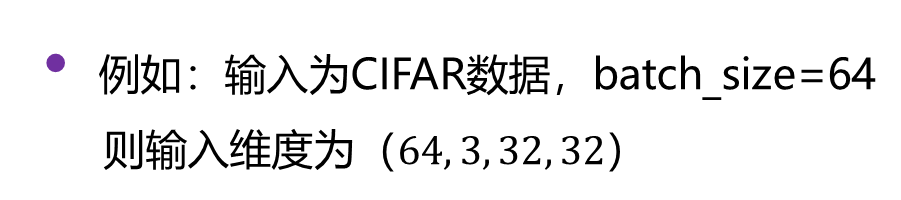 • 例如：输入为CIFAR数据，batch_size=64
则输入维度为（64, 3, 32, 32）